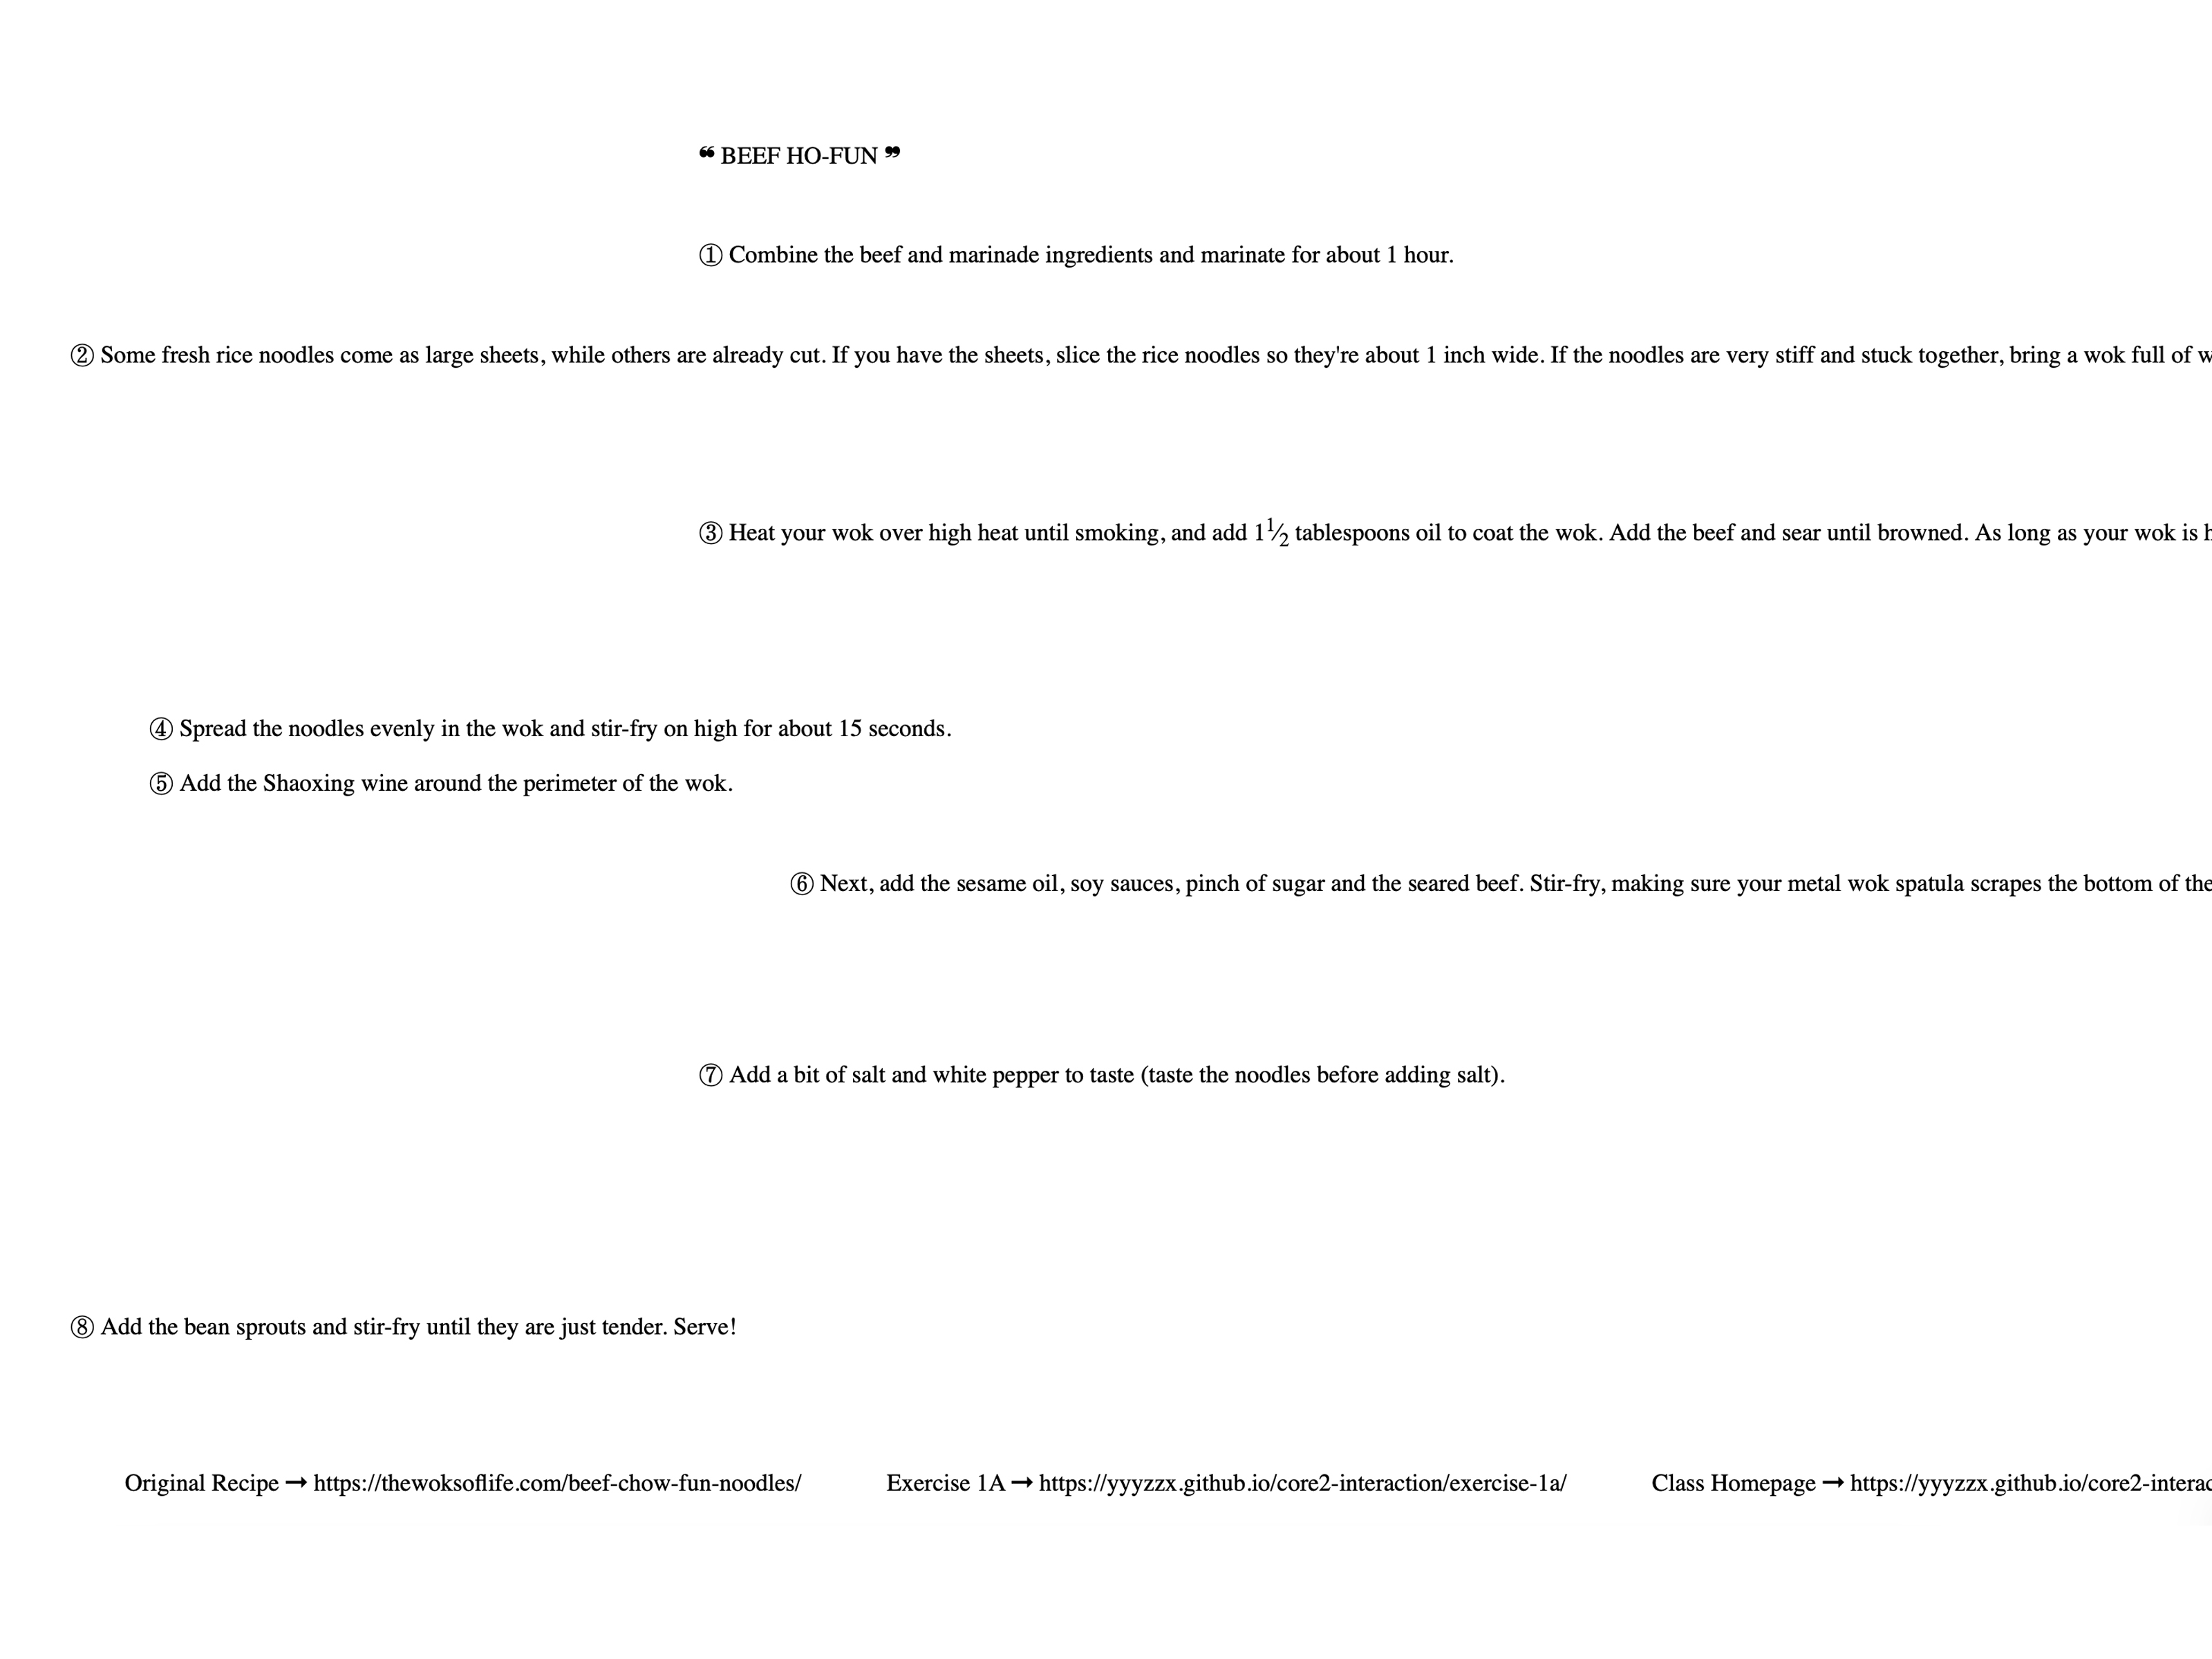 ❝ BEEF HO-FUN ❞
① Combine the beef and marinade ingredients and marinate for about 1 hour.
② Some fresh rice noodles come as large sheets, while others are already cut. If you have the sheets, slice the rice noodles so they're about 1 inch wide. If the noodles are very stiff and stuck together, bring a wok full of
③ Heat your wok over high heat until smoking, and add 1½ tablespoons oil to coat the wok. Add the beef and sear until browned. As long as your wok is
④ Spread the noodles evenly in the wok and stir-fry on high for about 15 seconds.
⑤ Add the Shaoxing wine around the perimeter of the wok.
⑥ Next, add the sesame oil, soy sauces, pinch of sugar and the seared beef. Stir-fry, making sure your metal wok spatula scrapes the bottom of the
⑦ Add a bit of salt and white pepper to taste (taste the noodles before adding salt).
⑧ Add the bean sprouts and stir-fry until they are just tender. Serve!
Original Recipe ➞ https://thewoksoflife.com/beef-chow-fun-noodles/ Exercise 1A ➞ https://yyyzzx.github.io/core2-interaction/exercise-1a/ Class Homepage ➞ https://yyyzzx.github.io/core2-interac